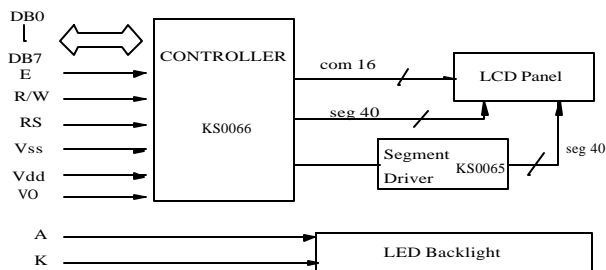 DB0
DB7
E
R/W
RS
Vss
Vdd
VO
CONTROLLER
KS0066
com 16
seg 40
LCD Panel
Segment
Driver
KS0065
seg 40
A
K
LED Backlight